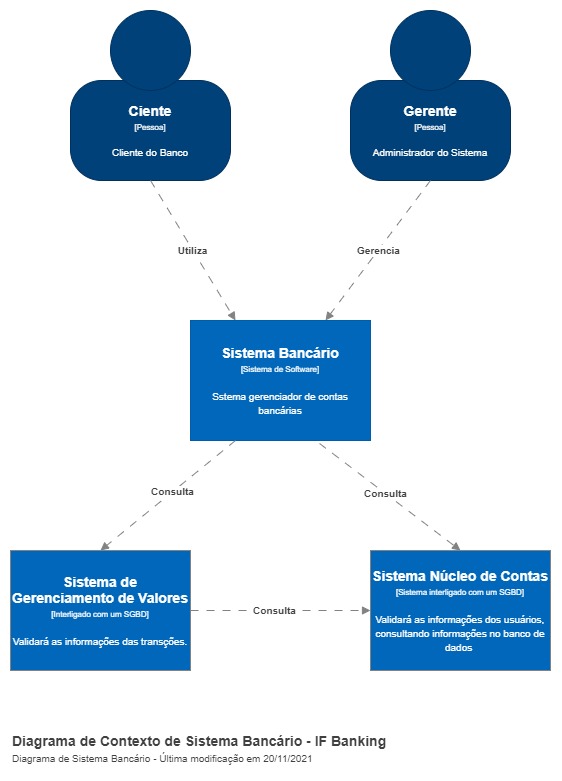 Ciente
[Pessoa]
Cliente do Banco
Gerente
[Pessoa]
Administrador do Sistema
Utiliza
Gerencia
Sistema Bancário
[Sistema de Software]
Sstema gerenciador de contas
bancárias
Consulta
Consulta
Sistema de
Gerenciamento de Valores
[Interligado com um SGBD]
Validará as informações das transções.
Consulta
Sistema Núcleo de Contas
[Sistema interligado com um SGBD]
Validará as informações dos usuários,
consultando informações no banco de
dados
Diagrama de Contexto de Sistema Bancário - IF Banking
Diagrama de Sistema Bancário - Última modificação em 20/11/2021